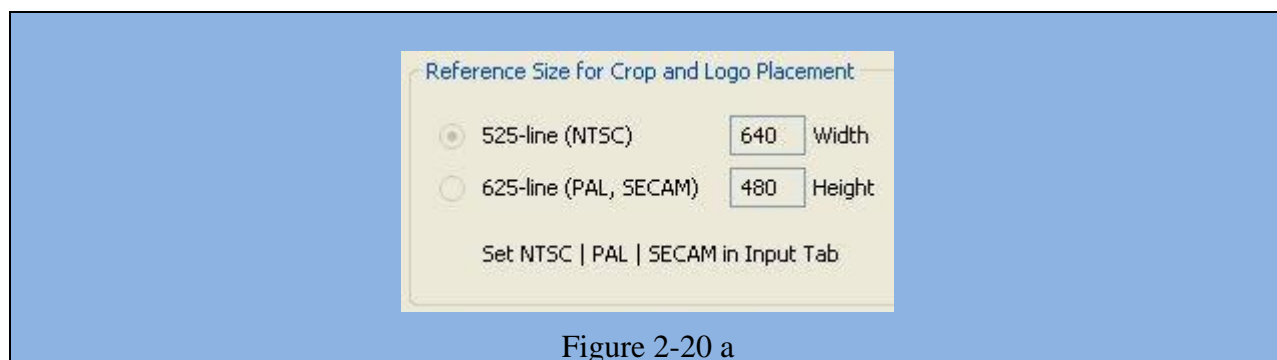 Reference Size for Crop and Logo Placement
525-line (NTSC) 640 Width
625-line (PAL, SECAM) 480 Height
Set NTSC | PAL | SECAM in Input Tab
Figure 2-20 a